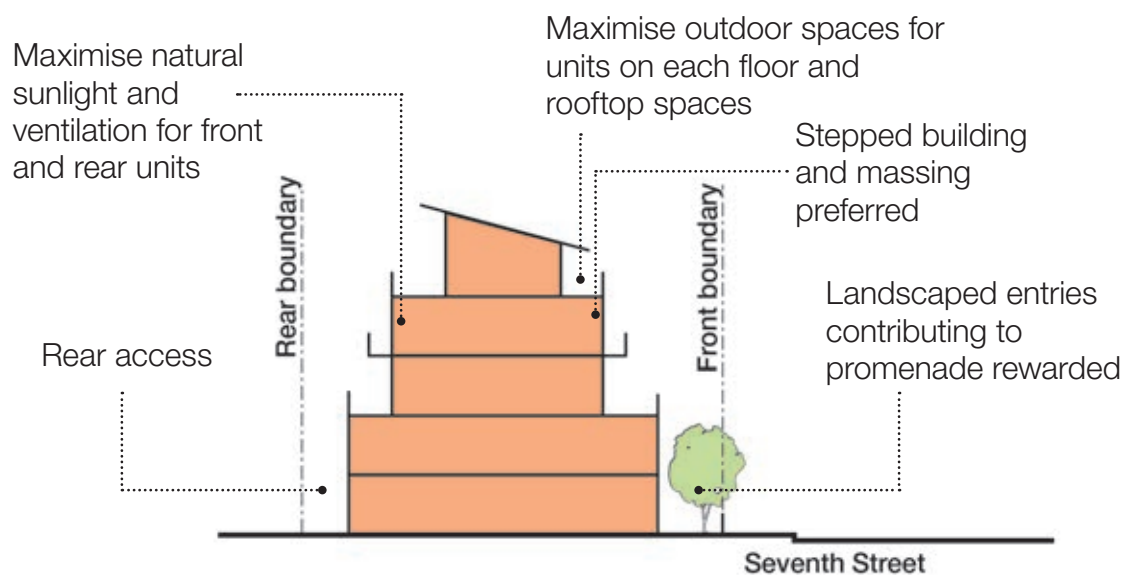 Maximise natural
sunlight and
ventilation for front
and rear units
Maximise outdoor spaces for
units on each floor and
rooftop spaces
Stepped building
and massing
preferred
Rear boundary
Front boundary
Landscaped entries
contributing to
promenade rewarded
Rear access
Seventh Street